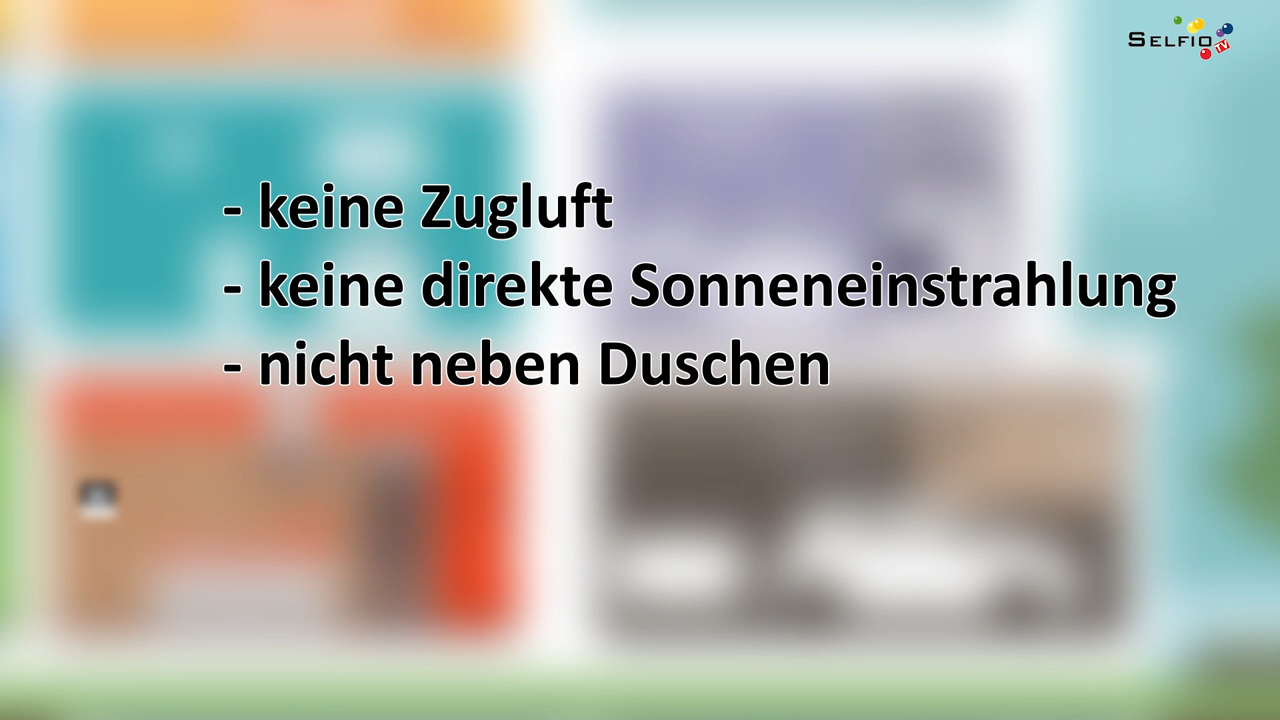 SELFIO TV
- keine Zugluft
- keine direkte Sonneneinstrahlung
- nicht neben Duschen